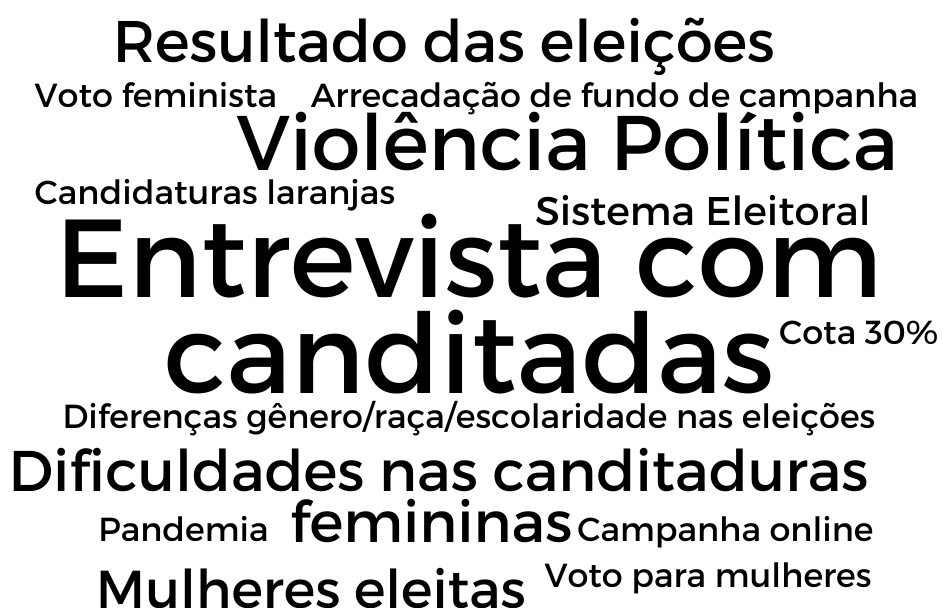 Resultado das eleições
Voto feminista Arrecadação de fundo de campanha
Violência Política
Candidaturas laranjas
Sistema Eleitoral
Entrevista com
canditadas
Cota 30%
Diferenças gênero/raça/escolaridade nas eleições
Dificuldades nas canditaduras
femininas
Pandemia
Campanha online
Mulheres eleitas
Voto para mulheres